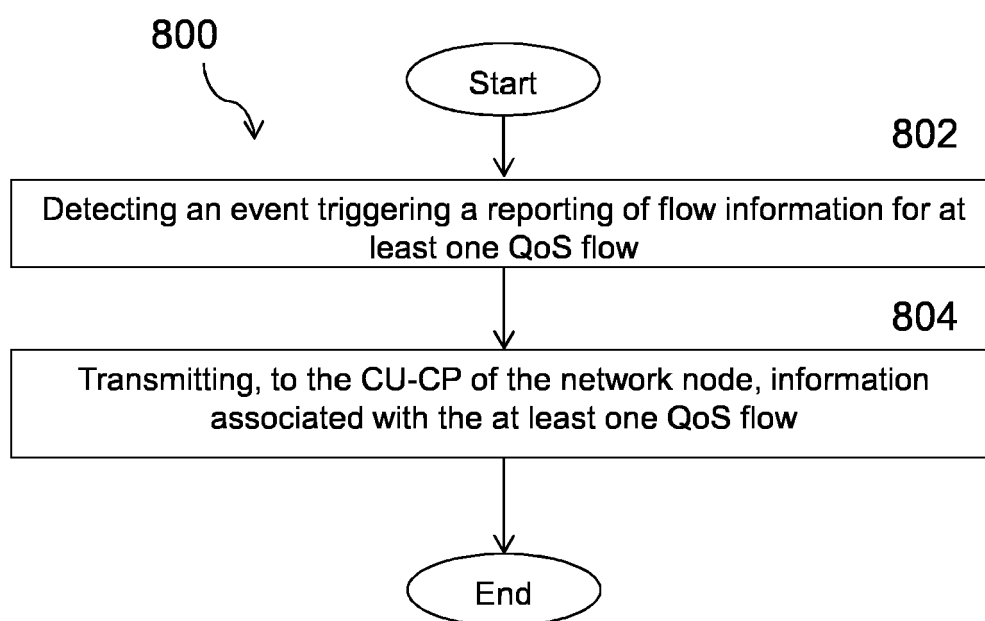 800
Start
802
Detecting an event triggering a reporting of flow information for at
least one QoS flow
804
Transmitting, to the CU-CP of the network node, information
associated with the at least one QoS flow
End